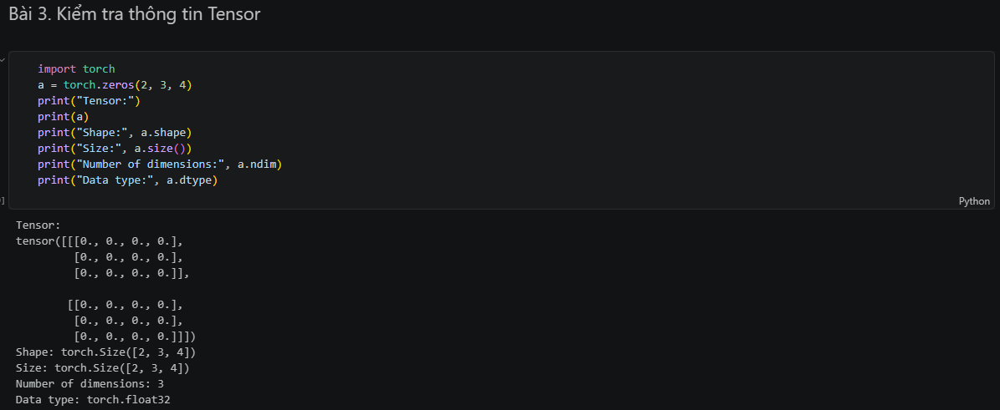 Bài 3. Kiểm tra thông tin Tensor
import torch
a = torch.zeros(2, 3, 4)
print("Tensor:")
print(a)
print("Shape:", a.shape)
print("Size:", a.size())
print("Number of dimensions:", a.ndim)
print("Data type:", a.dtype)
]
Python
Tensor:
tensor([[[0., 0., 0., 0.],
         [0., 0., 0., 0.],
         [0., 0., 0., 0.]],

        [[0., 0., 0., 0.],
         [0., 0., 0., 0.],
         [0., 0., 0., 0.]]])
Shape: torch.Size([2, 3, 4])
Size: torch.Size([2, 3, 4])
Number of dimensions: 3
Data type: torch.float32